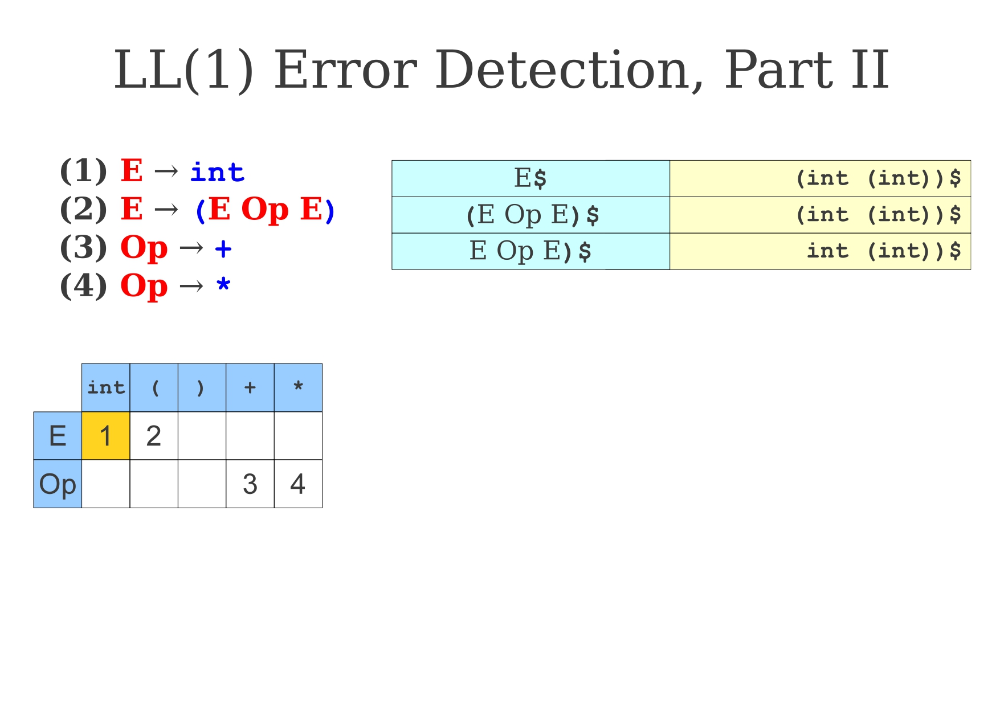 LL(1) Error Detection, Part II
(1) E → int
(2) E → (E Op E)
(3) Op → +
(4) Op → *
E$ (int (int))$
(E Op E)$ (int (int))$
E Op E)$ int (int))$
int ( ) + *
E 1 2
Op 3 4